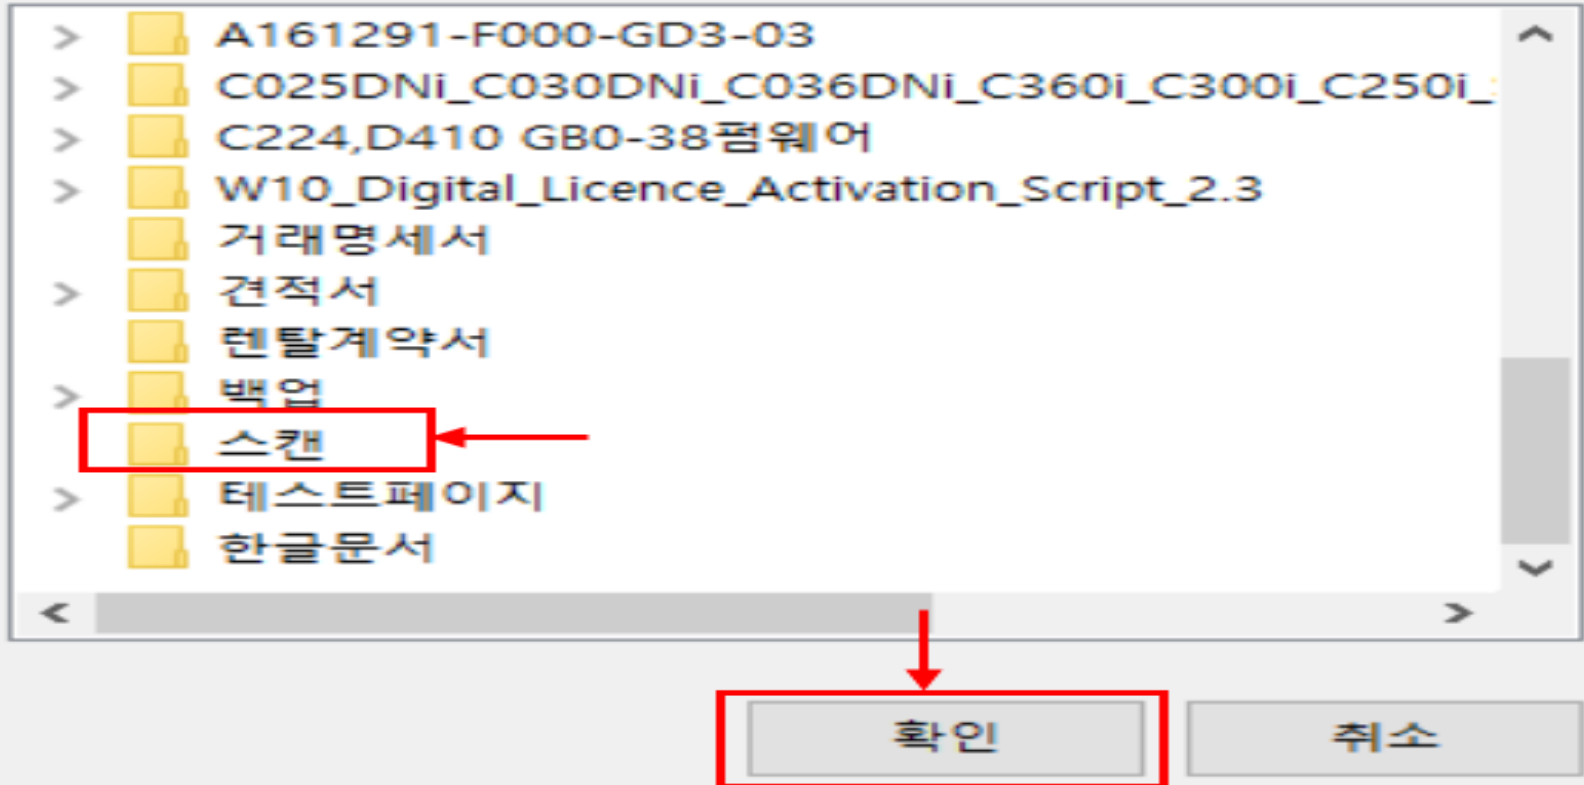 A161291-F000-GD3-03
C025DNi_C030DNi_C036DNi_C360i_C300i_C250i_
C224,D410 GB0-38펌웨어
W10_Digital_Licence_Activation_Script_2.3
거래명세서
견적서
렌탈계약서
백업
스캔
테스트페이지
한글문서
확인 취소